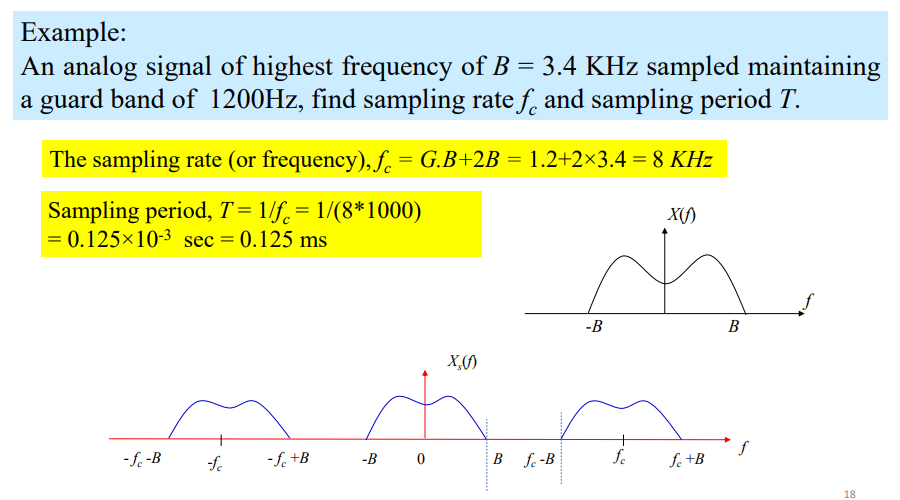 Example:
An analog signal of highest frequency of B = 3.4 KHz sampled maintaining
a guard band of 1200Hz, find sampling rate f_c and sampling period T.
The sampling rate (or frequency), f_c = G.B+2B = 1.2+2×3.4 = 8 KHz
Sampling period, T = 1/f_c = 1/(8*1000)
= 0.125×10⁻³ sec = 0.125 ms
X(f)
f
-B
B
X_s(f)
f
-f_c -B
-f_c
-f_c +B
-B
0
B
f_c -B
f_c
f_c +B
18